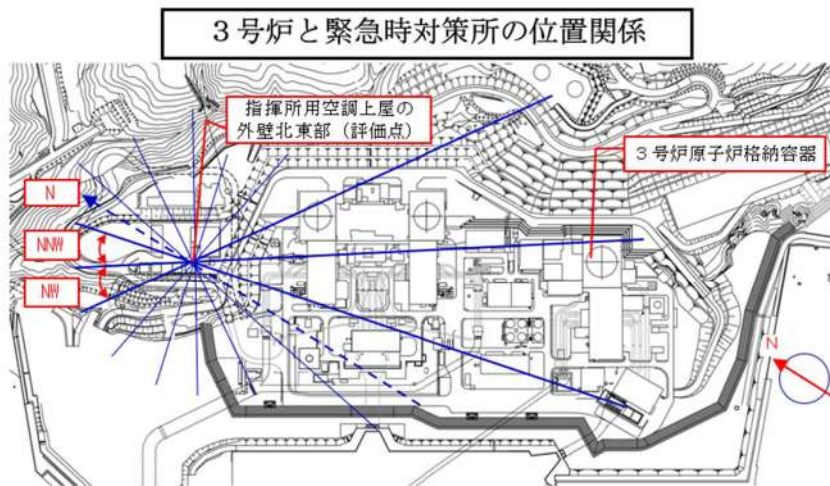 3号炉と緊急時対策所の位置関係
指揮所用空調上屋の
外壁北東部（評価点）
3号炉原子炉格納容器
N
NNW
NW
N